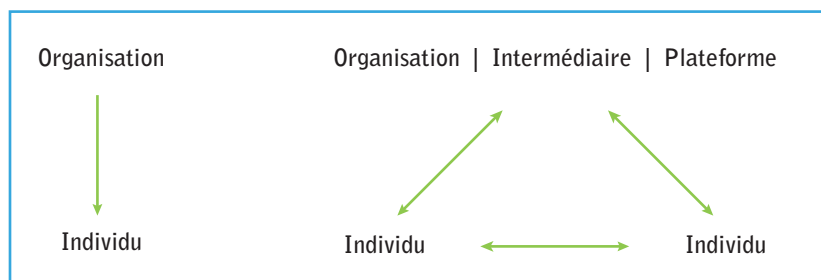 Organisation
Organisation | Intermédiaire | Plateforme
Individu
Individu
Individu